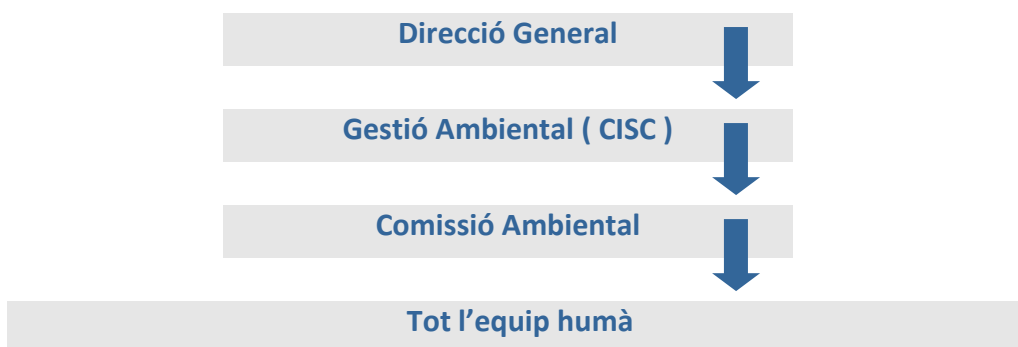 Direcció General
Gestió Ambiental ( CISC )
Comissió Ambiental
Tot l’equip humà